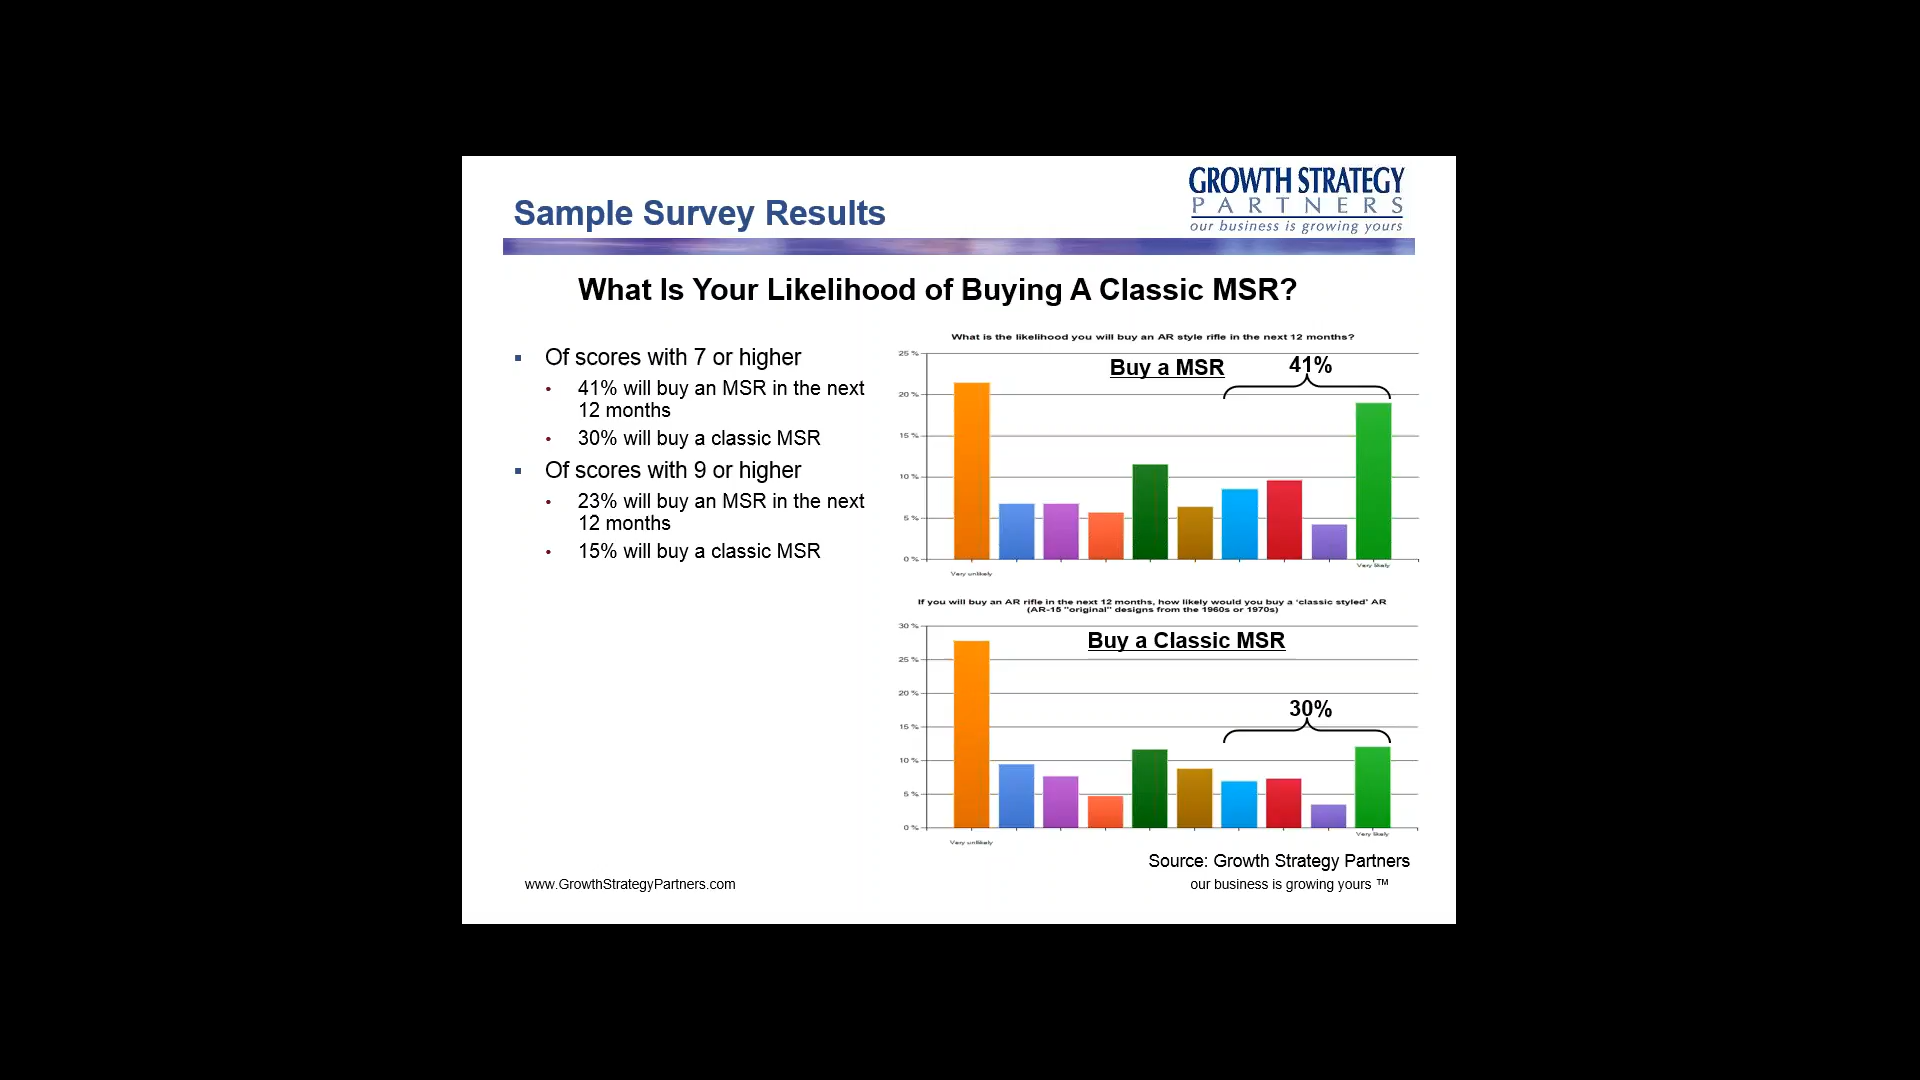 GROWTH STRATEGY
PARTNERS
our business is growing yours
Sample Survey Results
What Is Your Likelihood of Buying A Classic MSR?
▪ Of scores with 7 or higher
• 41% will buy an MSR in the next
12 months
• 30% will buy a classic MSR
▪ Of scores with 9 or higher
• 23% will buy an MSR in the next
12 months
• 15% will buy a classic MSR
What is the likelihood you will buy an AR style rifle in the next 12 months?
Buy a MSR
41%
25 %
20 %
15 %
10 %
5 %
0 %
Very unlikely
Very likely
If you will buy an AR rifle in the next 12 months, how likely would you buy a 'classic styled' AR
(AR-15 "original" designs from the 1960s or 1970s)
Buy a Classic MSR
30%
30 %
25 %
20 %
15 %
10 %
5 %
0 %
Very unlikely
Very likely
Source: Growth Strategy Partners
www.GrowthStrategyPartners.com
our business is growing yours ™